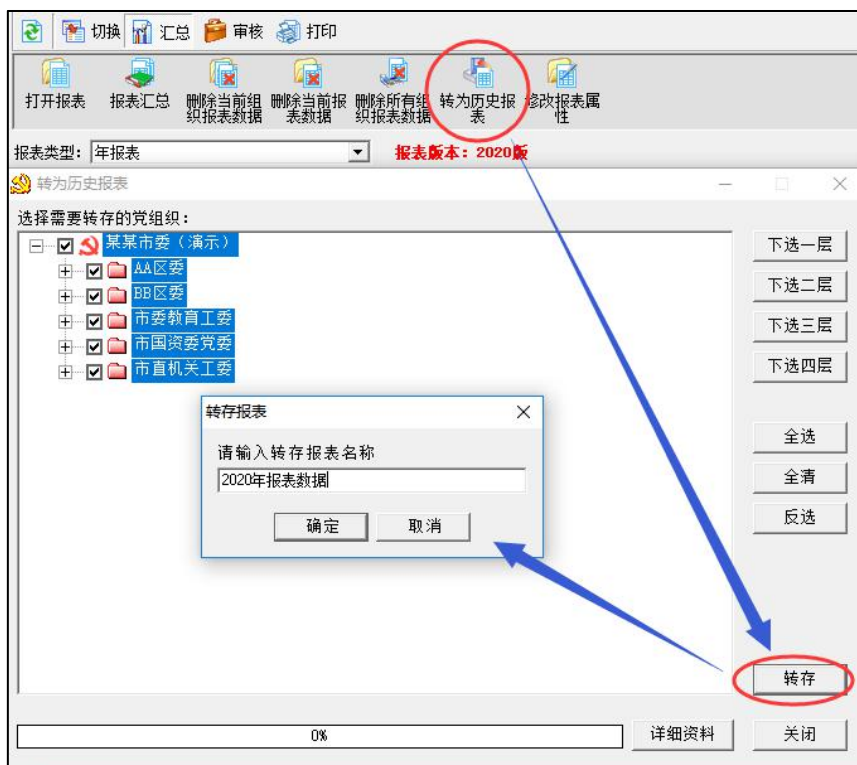 切换 汇总 审核 打印
打开报表 报表汇总 删除当前组织报表数据 删除当前报表数据 删除所有组织报表数据 转为历史报表 修改报表属性
报表类型: 年报表 报表版本: 2020版
转为历史报表
选择需要转存的党组织:
某某市委(演示)
AA区委
BB区委
市委教育工委
市国资委党委
市直机关工委
下选一层
下选二层
下选三层
下选四层
全选
全清
反选
转存报表
请输入转存报表名称
2020年报表数据
确定 取消
转存
0% 详细资料 关闭